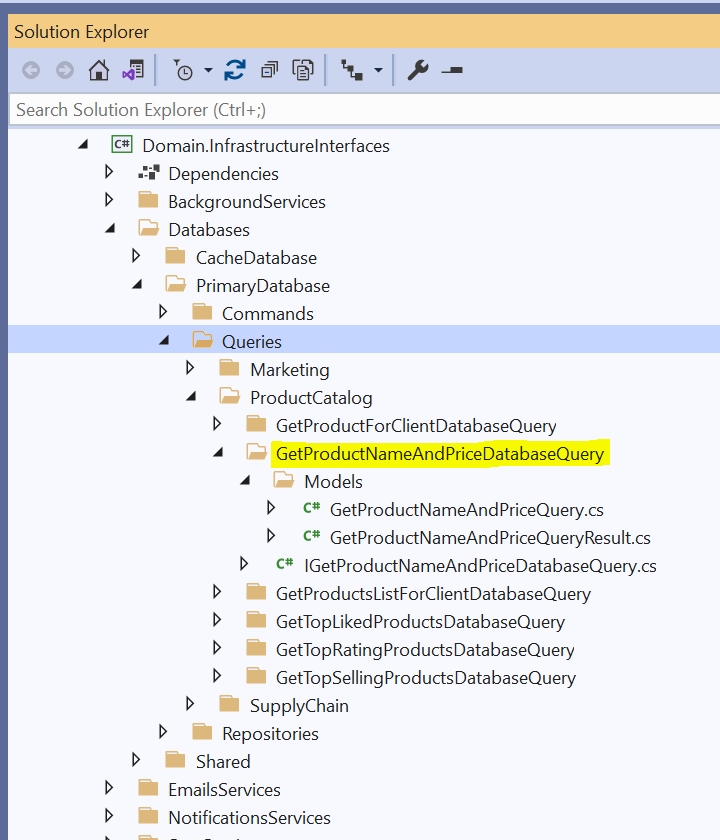 Solution Explorer
Search Solution Explorer (Ctrl+;)
C# Domain.InfrastructureInterfaces
Dependencies
BackgroundServices
Databases
CacheDatabase
PrimaryDatabase
Commands
Queries
Marketing
ProductCatalog
GetProductForClientDatabaseQuery
GetProductNameAndPriceDatabaseQuery
Models
C# GetProductNameAndPriceQuery.cs
C# GetProductNameAndPriceQueryResult.cs
C# IGetProductNameAndPriceDatabaseQuery.cs
GetProductsListForClientDatabaseQuery
GetTopLikedProductsDatabaseQuery
GetTopRatingProductsDatabaseQuery
GetTopSellingProductsDatabaseQuery
SupplyChain
Repositories
Shared
EmailsServices
NotificationsServices